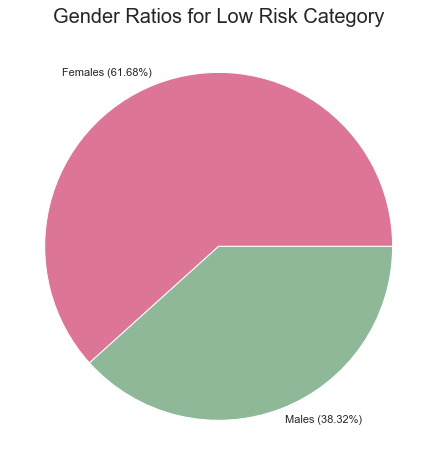 Gender Ratios for Low Risk Category
Females (61.68%)
Males (38.32%)